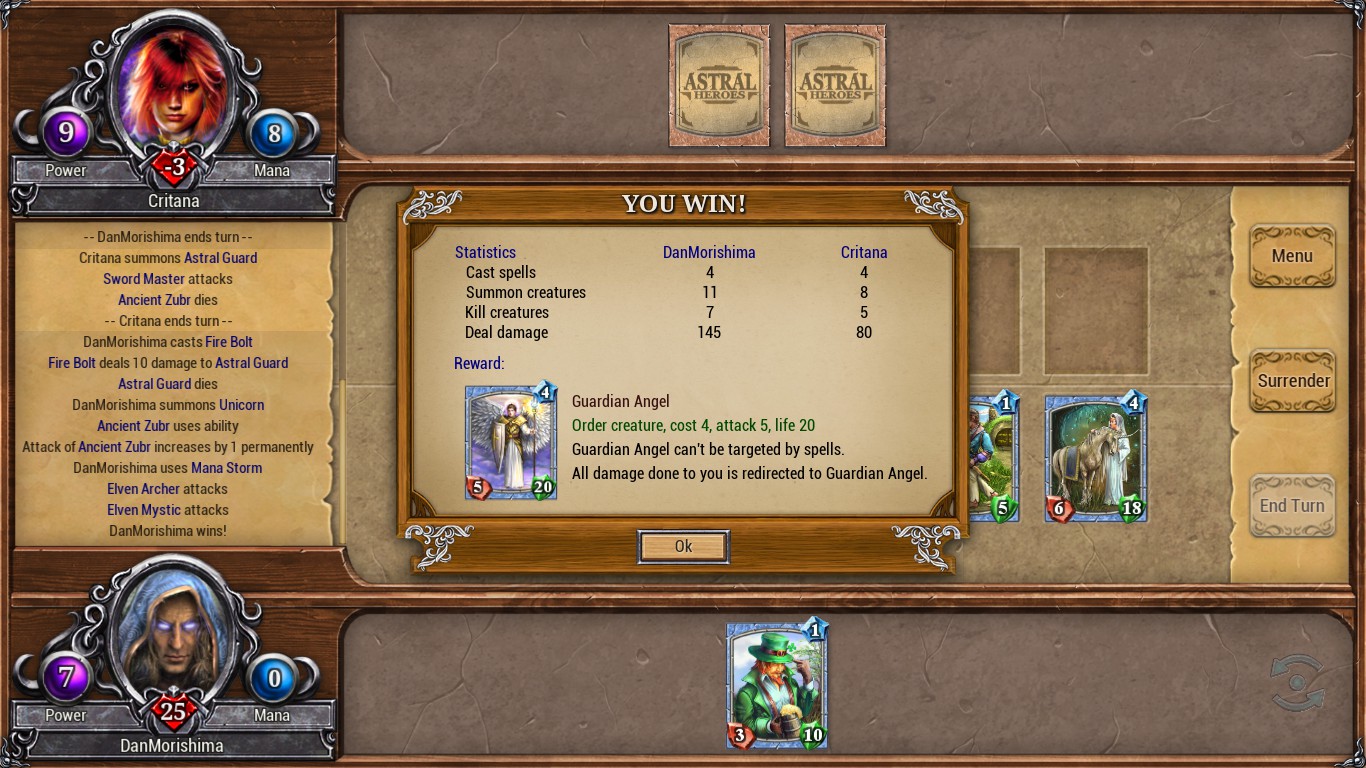 9
-3
8
Power
Mana
Critana
ASTRAL
HEROES
ASTRAL
HEROES
-- DanMorishima ends turn --
Critana summons Astral Guard
Sword Master attacks
Ancient Zubr dies
-- Critana ends turn --
DanMorishima casts Fire Bolt
Fire Bolt deals 10 damage to Astral Guard
Astral Guard dies
DanMorishima summons Unicorn
Ancient Zubr uses ability
Attack of Ancient Zubr increases by 1 permanently
DanMorishima uses Mana Storm
Elven Archer attacks
Elven Mystic attacks
DanMorishima wins!
YOU WIN!
Statistics DanMorishima Critana
Cast spells 4 4
Summon creatures 11 8
Kill creatures 7 5
Deal damage 145 80
Reward:
4
5
20
Guardian Angel
Order creature, cost 4, attack 5, life 20
Guardian Angel can't be targeted by spells.
All damage done to you is redirected to Guardian Angel.
Ok
1
5
4
6
18
Menu
Surrender
End Turn
7
25
0
Power
Mana
DanMorishima
1
3
10